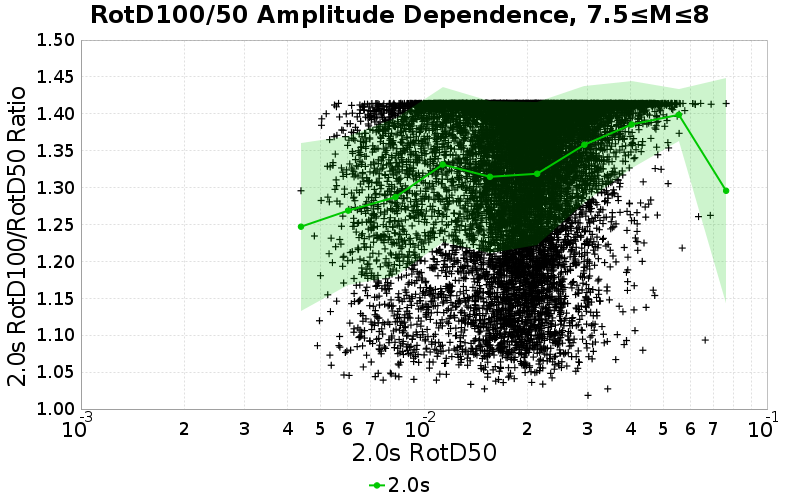 RotD100/50 Amplitude Dependence, 7.5≤M≤8
2.0s RotD100/RotD50 Ratio
1.50
1.45
1.40
1.35
1.30
1.25
1.20
1.15
1.10
1.05
1.00
10-3 2 3 4 5 6 7 10-2 2 3 4 5 6 7 10-1
2.0s RotD50
2.0s